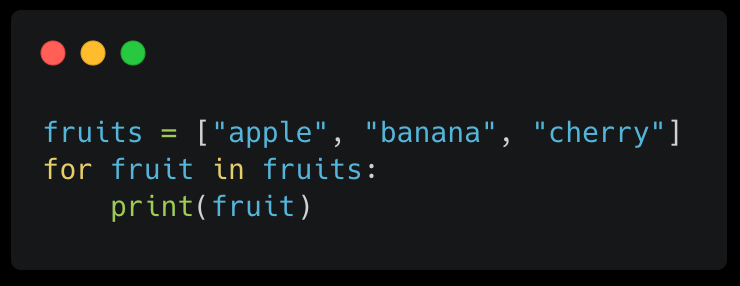 fruits = ["apple", "banana", "cherry"]
for fruit in fruits:
    print(fruit)